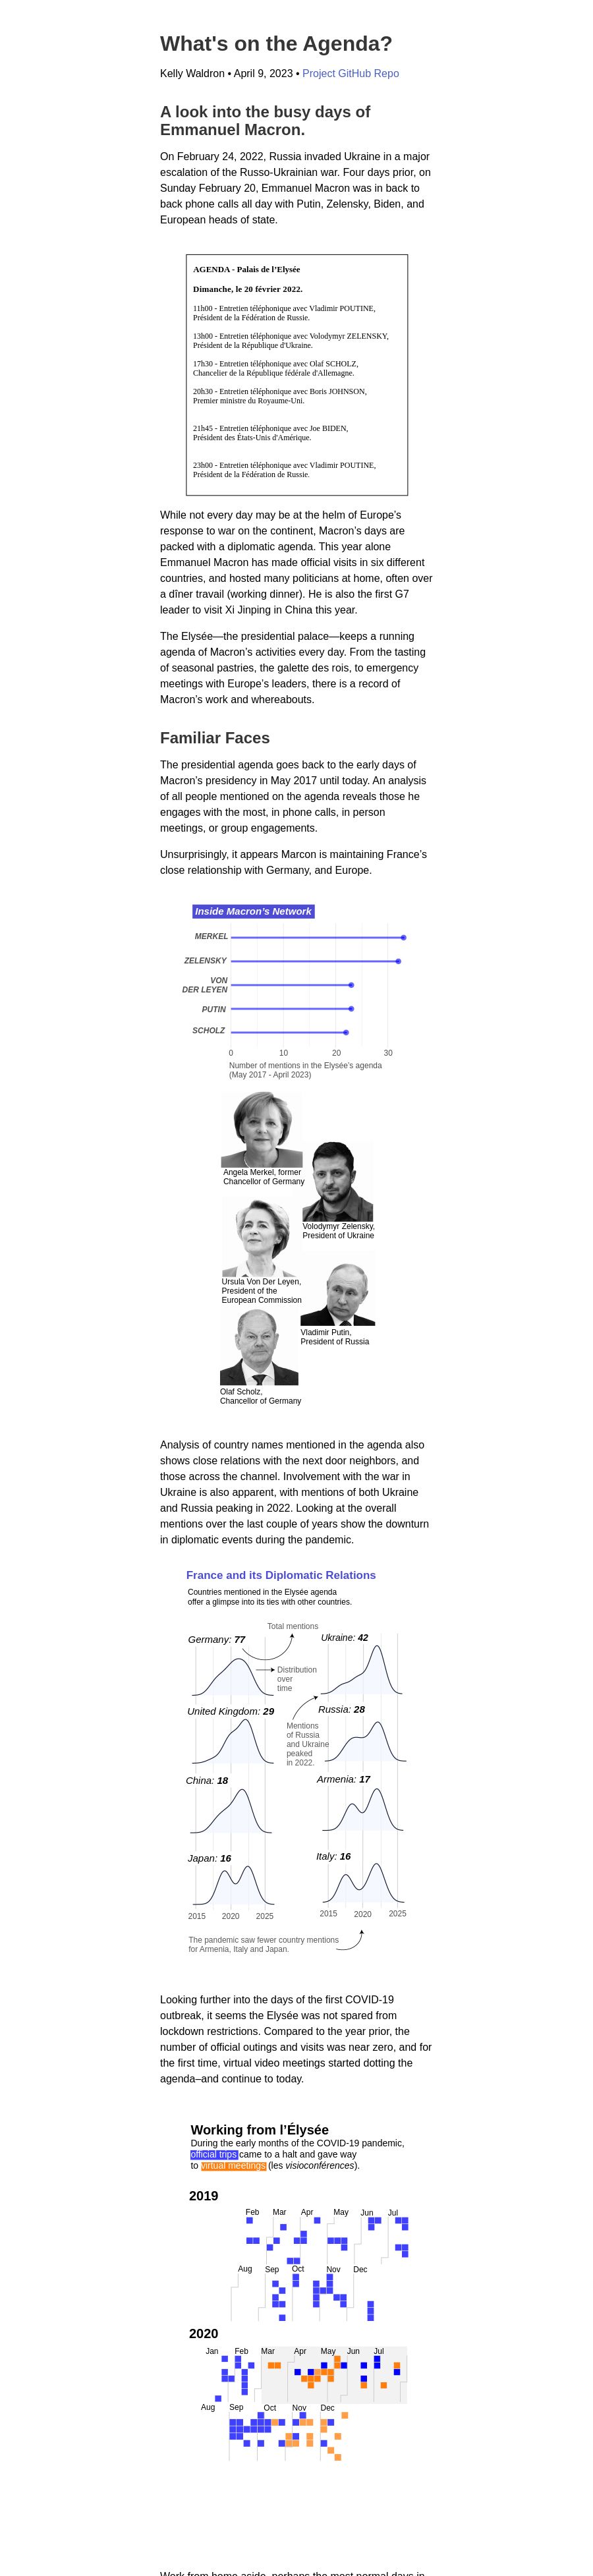 What's on the Agenda?
Kelly Waldron • April 9, 2023 • Project GitHub Repo
A look into the busy days of
Emmanuel Macron.
On February 24, 2022, Russia invaded Ukraine in a major
escalation of the Russo-Ukrainian war. Four days prior, on
Sunday February 20, Emmanuel Macron was in back to
back phone calls all day with Putin, Zelensky, Biden, and
European heads of state.
AGENDA - Palais de l’Elysée
Dimanche, le 20 février 2022.
11h00 - Entretien téléphonique avec Vladimir POUTINE,
Président de la Fédération de Russie.
13h00 - Entretien téléphonique avec Volodymyr ZELENSKY,
Président de la République d'Ukraine.
17h30 - Entretien téléphonique avec Olaf SCHOLZ,
Chancelier de la République fédérale d'Allemagne.
20h30 - Entretien téléphonique avec Boris JOHNSON,
Premier ministre du Royaume-Uni.
21h45 - Entretien téléphonique avec Joe BIDEN,
Président des États-Unis d'Amérique.
23h00 - Entretien téléphonique avec Vladimir POUTINE,
Président de la Fédération de Russie.
While not every day may be at the helm of Europe’s
response to war on the continent, Macron’s days are
packed with a diplomatic agenda. This year alone
Emmanuel Macron has made official visits in six different
countries, and hosted many politicians at home, often over
a dîner travail (working dinner). He is also the first G7
leader to visit Xi Jinping in China this year.
The Elysée—the presidential palace—keeps a running
agenda of Macron’s activities every day. From the tasting
of seasonal pastries, the galette des rois, to emergency
meetings with Europe’s leaders, there is a record of
Macron’s work and whereabouts.
Familiar Faces
The presidential agenda goes back to the early days of
Macron’s presidency in May 2017 until today. An analysis
of all people mentioned on the agenda reveals those he
engages with the most, in phone calls, in person
meetings, or group engagements.
Unsurprisingly, it appears Marcon is maintaining France’s
close relationship with Germany, and Europe.
Inside Macron’s Network
MERKEL
ZELENSKY
VON
DER LEYEN
PUTIN
SCHOLZ
0 10 20 30
Number of mentions in the Elysée’s agenda
(May 2017 - April 2023)
Angela Merkel, former
Chancellor of Germany
Volodymyr Zelensky,
President of Ukraine
Ursula Von Der Leyen,
President of the
European Commission
Vladimir Putin,
President of Russia
Olaf Scholz,
Chancellor of Germany
Analysis of country names mentioned in the agenda also
shows close relations with the next door neighbors, and
those across the channel. Involvement with the war in
Ukraine is also apparent, with mentions of both Ukraine
and Russia peaking in 2022. Looking at the overall
mentions over the last couple of years show the downturn
in diplomatic events during the pandemic.
France and its Diplomatic Relations
Countries mentioned in the Elysée agenda
offer a glimpse into its ties with other countries.
Total mentions
Germany: 77
Ukraine: 42
Distribution
over
time
United Kingdom: 29
Russia: 28
Mentions
of Russia
and Ukraine
peaked
in 2022.
China: 18
Armenia: 17
Japan: 16
Italy: 16
2015 2020 2025
2015 2020 2025
The pandemic saw fewer country mentions
for Armenia, Italy and Japan.
Looking further into the days of the first COVID-19
outbreak, it seems the Elysée was not spared from
lockdown restrictions. Compared to the year prior, the
number of official outings and visits was near zero, and for
the first time, virtual video meetings started dotting the
agenda–and continue to today.
Working from l’Élysée
During the early months of the COVID-19 pandemic,
official trips came to a halt and gave way
to virtual meetings (les visioconférences).
2019
Feb Mar Apr May Jun Jul
Aug Sep Oct Nov Dec
2020
Jan Feb Mar Apr May Jun Jul
Aug Sep Oct Nov Dec
Work from home aside, perhaps the most normal days in